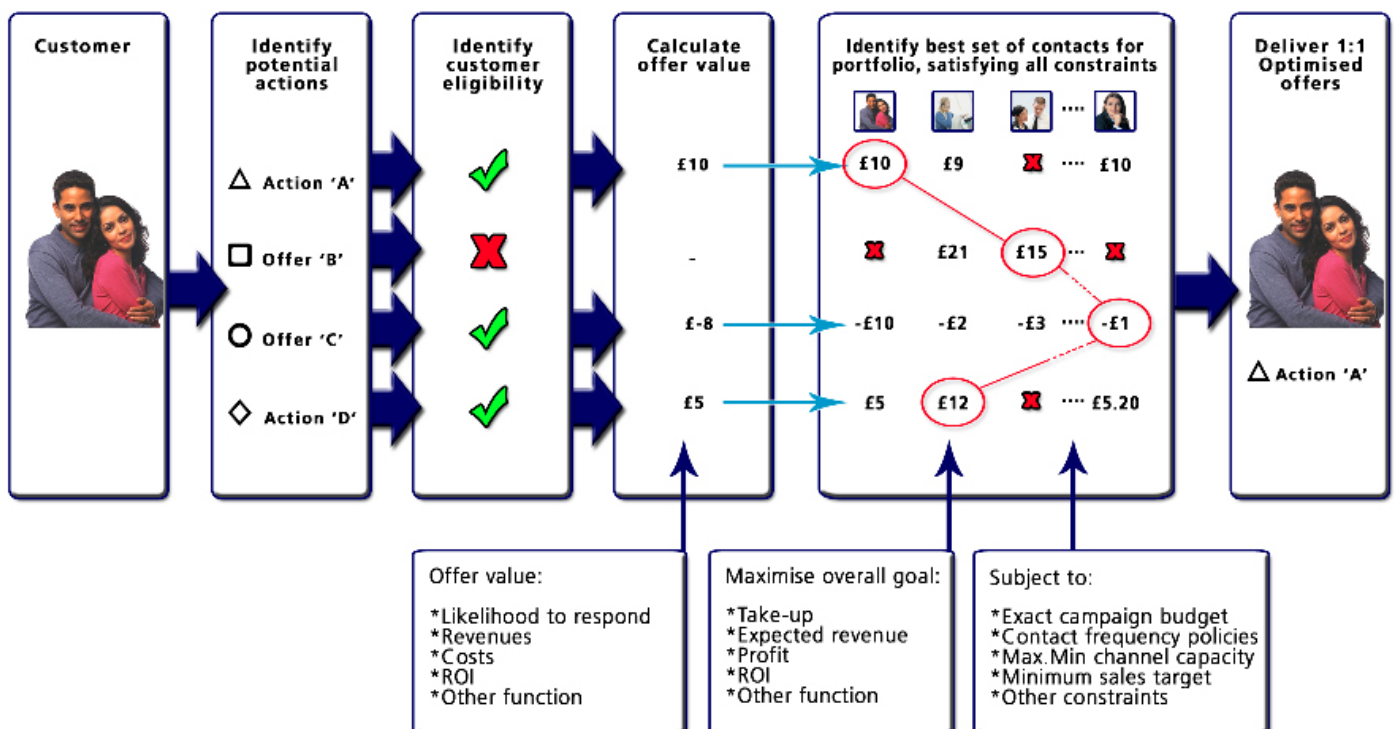 Customer
Identify
potential
actions
△ Action ‘A’
□ Offer ‘B’
○ Offer ‘C’
◇ Action ‘D‘
Identify
customer
eligibility
Calculate
offer value
£10
-
£-8
£5
Identify best set of contacts for
portfolio, satisfying all constraints
....
£10 £9 .... £10
£21 £15 ...
-£10 -£2 -£3 .... -£1
£5 £12 .... £5.20
Deliver 1:1
Optimised
offers
△ Action ‘A’
Offer value:
*Likelihood to respond
*Revenues
*Costs
*ROI
*Other function
Maximise overall goal:
*Take-up
*Expected revenue
*Profit
*ROI
*Other function
Subject to:
*Exact campaign budget
*Contact frequency policies
*Max.Min channel capacity
*Minimum sales target
*Other constraints